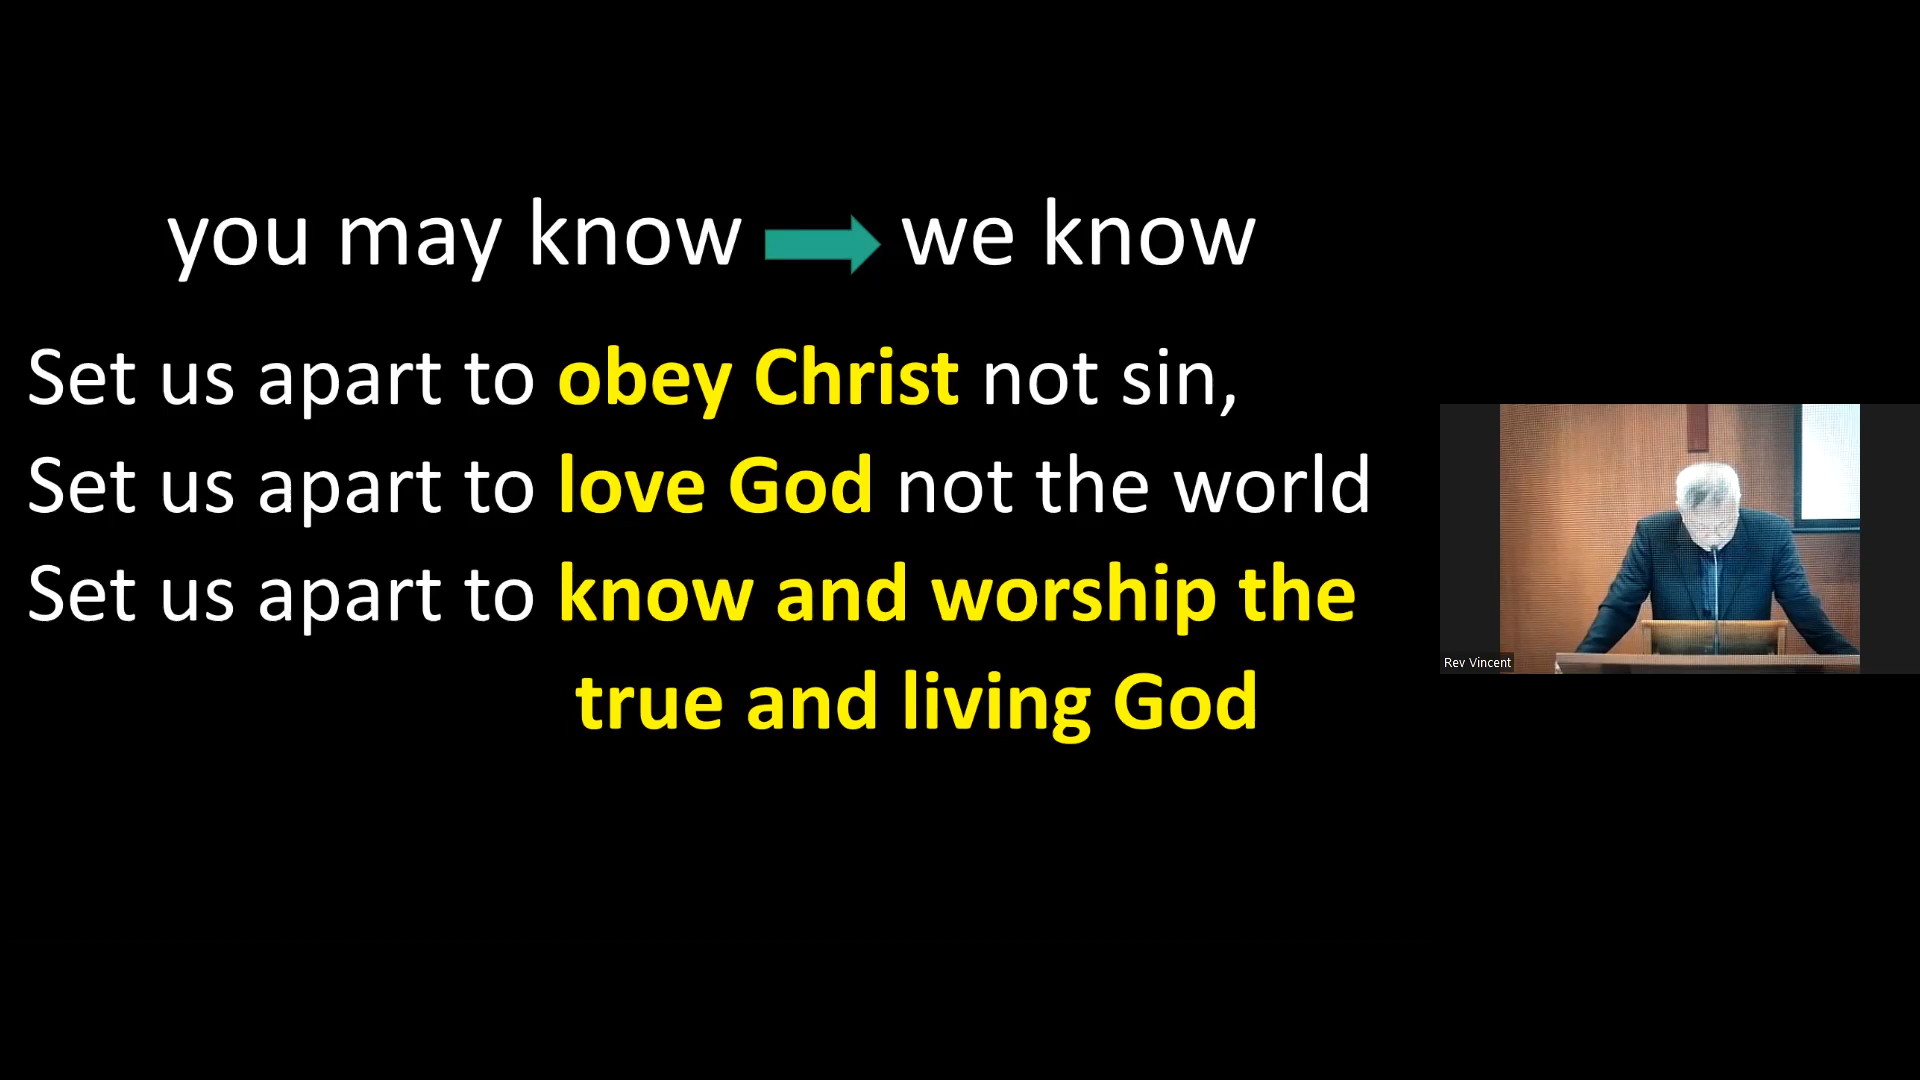 you may know we know
Set us apart to obey Christ not sin,
Set us apart to love God not the world
Set us apart to know and worship the
true and living God
Rev Vincent